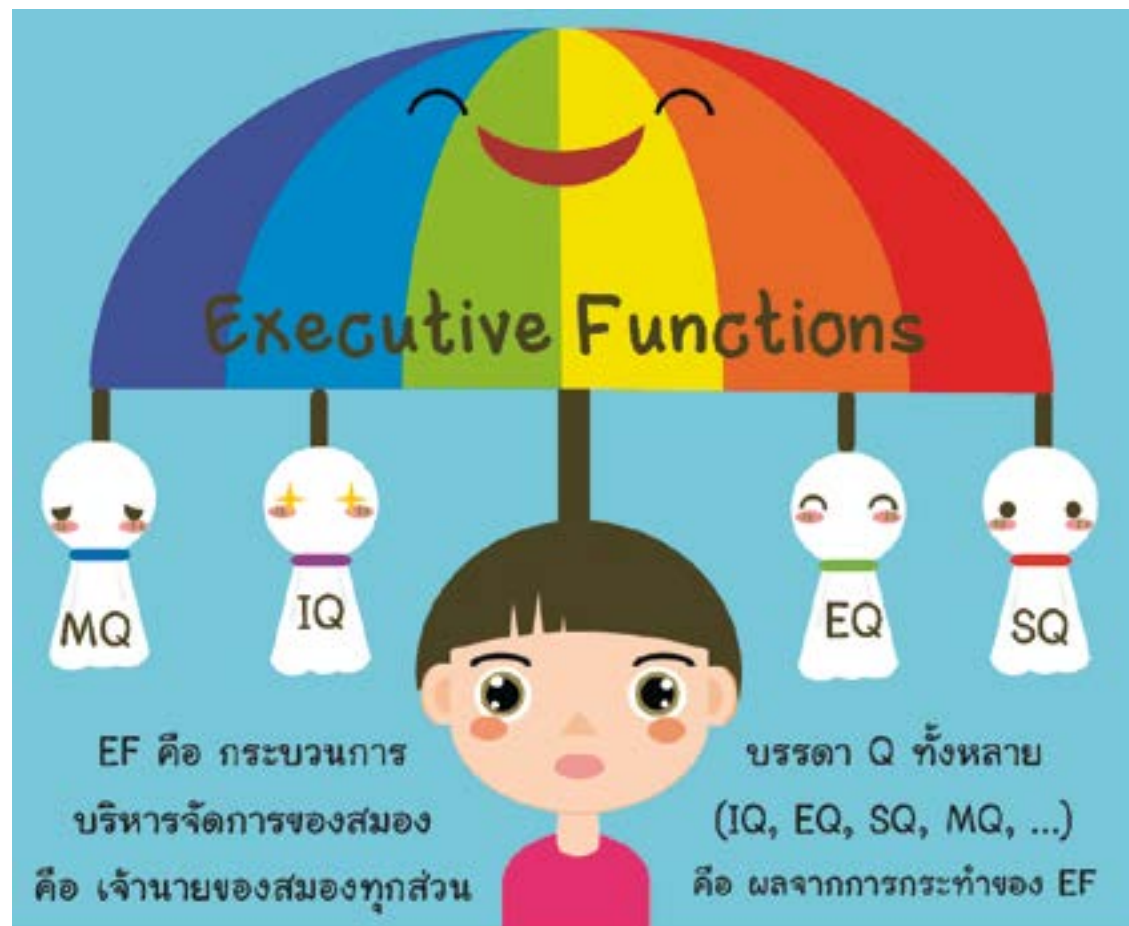 Executive Functions
MQ
IQ
EQ
SQ
EF คือ กระบวนการ
บริหารจัดการของสมอง
คือ เจ้านายของสมองทุกส่วน
บรรดา Q ทั้งหลาย
(IQ, EQ, SQ, MQ, ...)
คือ ผลจากการกระทำของ EF